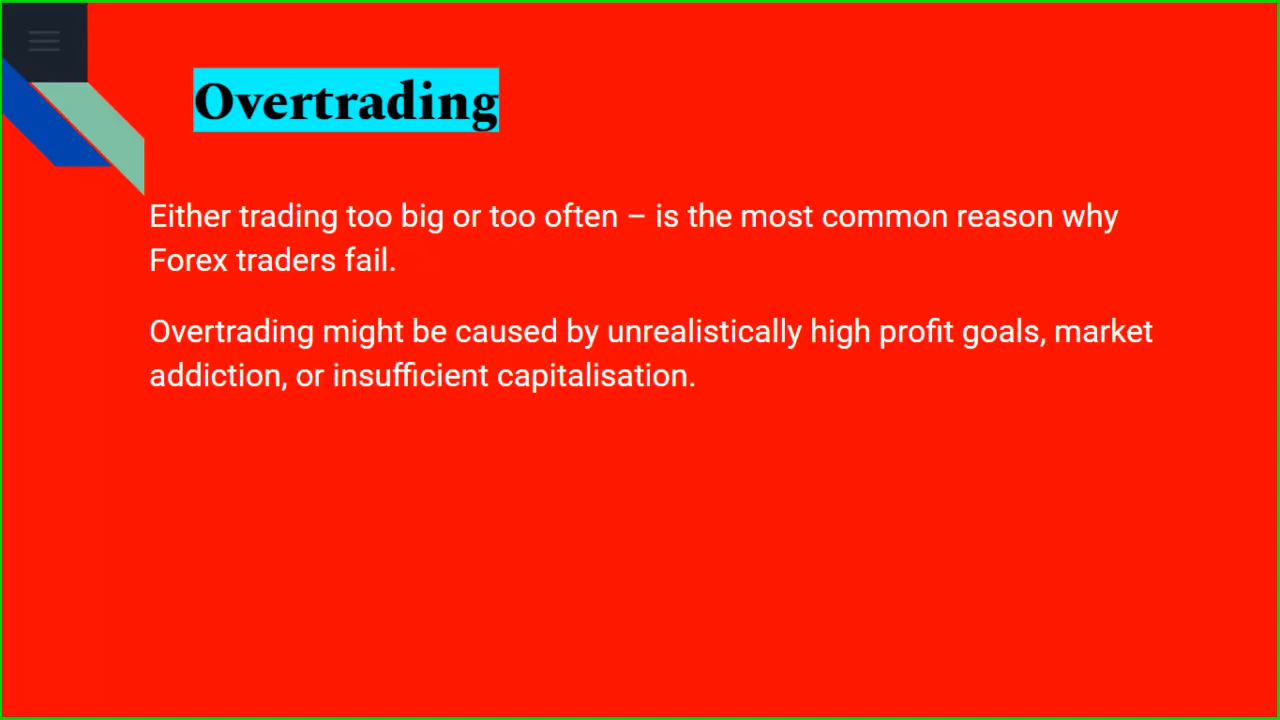 Overtrading
Either trading too big or too often – is the most common reason why
Forex traders fail.
Overtrading might be caused by unrealistically high profit goals, market
addiction, or insufficient capitalisation.